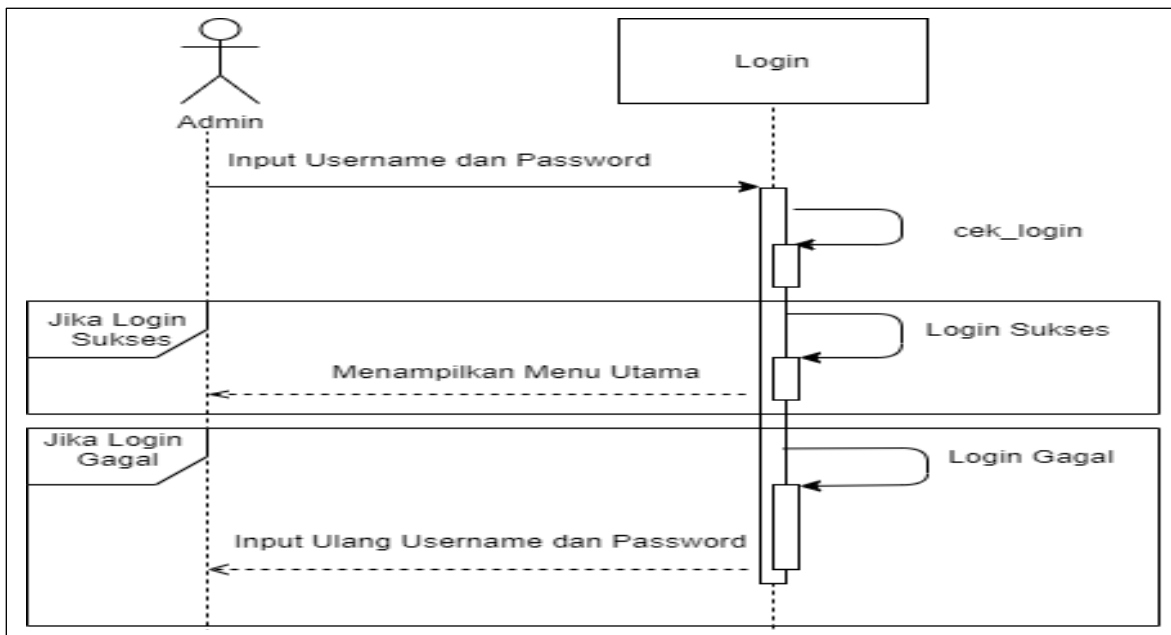 Login
Admin
Input Username dan Password
cek_login
Jika Login
Sukses
Login Sukses
Menampilkan Menu Utama
Jika Login
Gagal
Login Gagal
Input Ulang Username dan Password